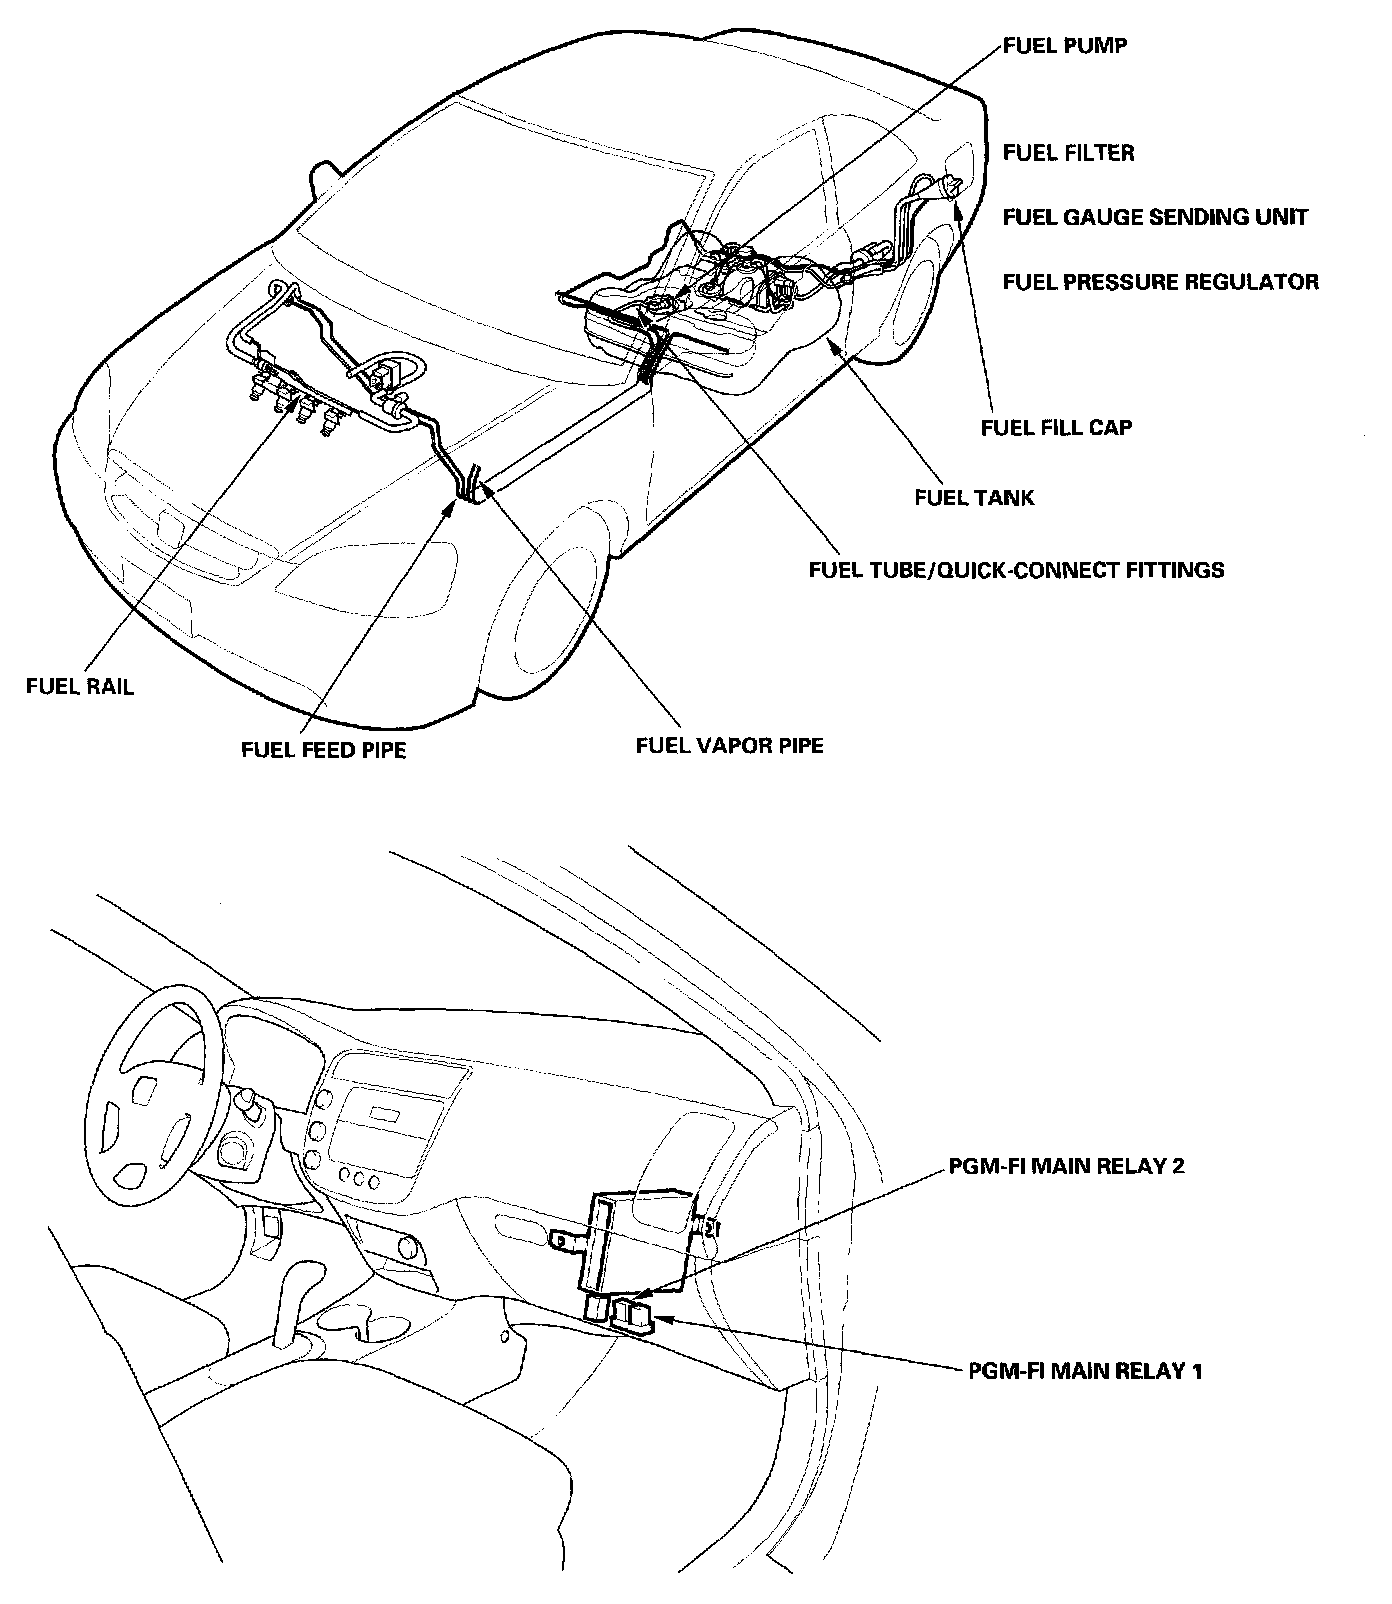 FUEL PUMP
FUEL FILTER
FUEL GAUGE SENDING UNIT
FUEL PRESSURE REGULATOR
FUEL FILL CAP
FUEL TANK
FUEL TUBE/QUICK-CONNECT FITTINGS
FUEL RAIL
FUEL FEED PIPE
FUEL VAPOR PIPE
PGM-FI MAIN RELAY 2
PGM-FI MAIN RELAY 1